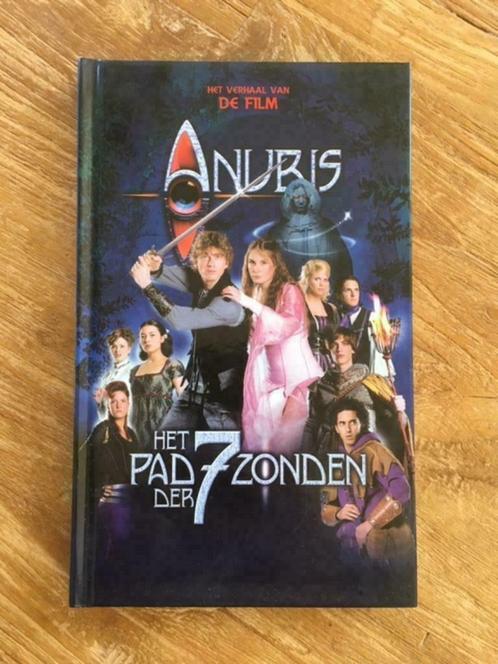 HET VERHAAL VAN
DE FILM
ANUBIS
HET
PAD 7 ZONDEN
DER